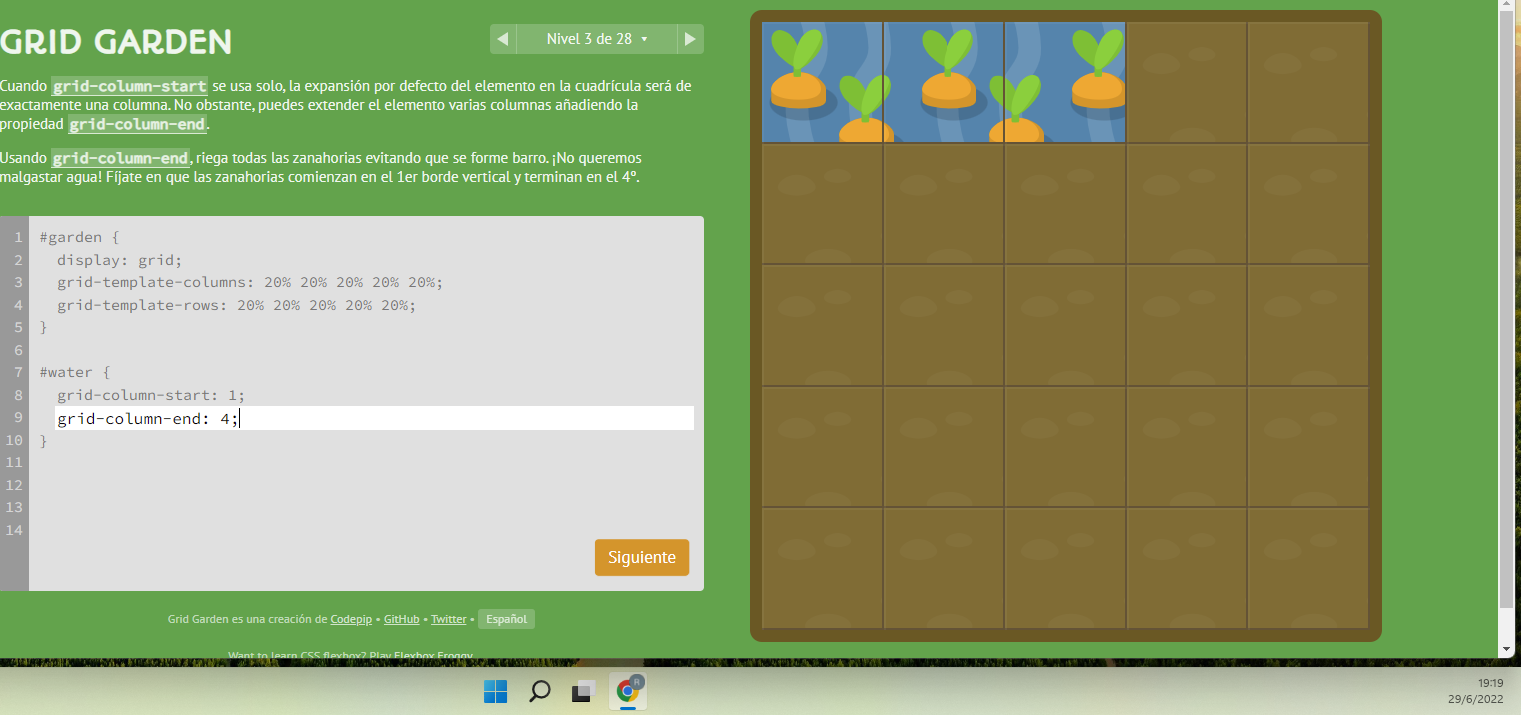 GRID GARDEN
◀ Nivel 3 de 28 ▾ ▶
Cuando grid-column-start se usa solo, la expansión por defecto del elemento en la cuadrícula será de
exactamente una columna. No obstante, puedes extender el elemento varias columnas añadiendo la
propiedad grid-column-end.
Usando grid-column-end, riega todas las zanahorias evitando que se forme barro. ¡No queremos
malgastar agua! Fíjate en que las zanahorias comienzan en el 1er borde vertical y terminan en el 4º.
1 #garden {
2 display: grid;
3 grid-template-columns: 20% 20% 20% 20% 20%;
4 grid-template-rows: 20% 20% 20% 20% 20%;
5 }
6
7 #water {
8 grid-column-start: 1;
9 grid-column-end: 4;
10 }
11
12
13
14
Siguiente
Grid Garden es una creación de Codepip • GitHub • Twitter • Español
Want to learn CSS flexbox? Play Flexbox Froggy
R
19:19
29/6/2022